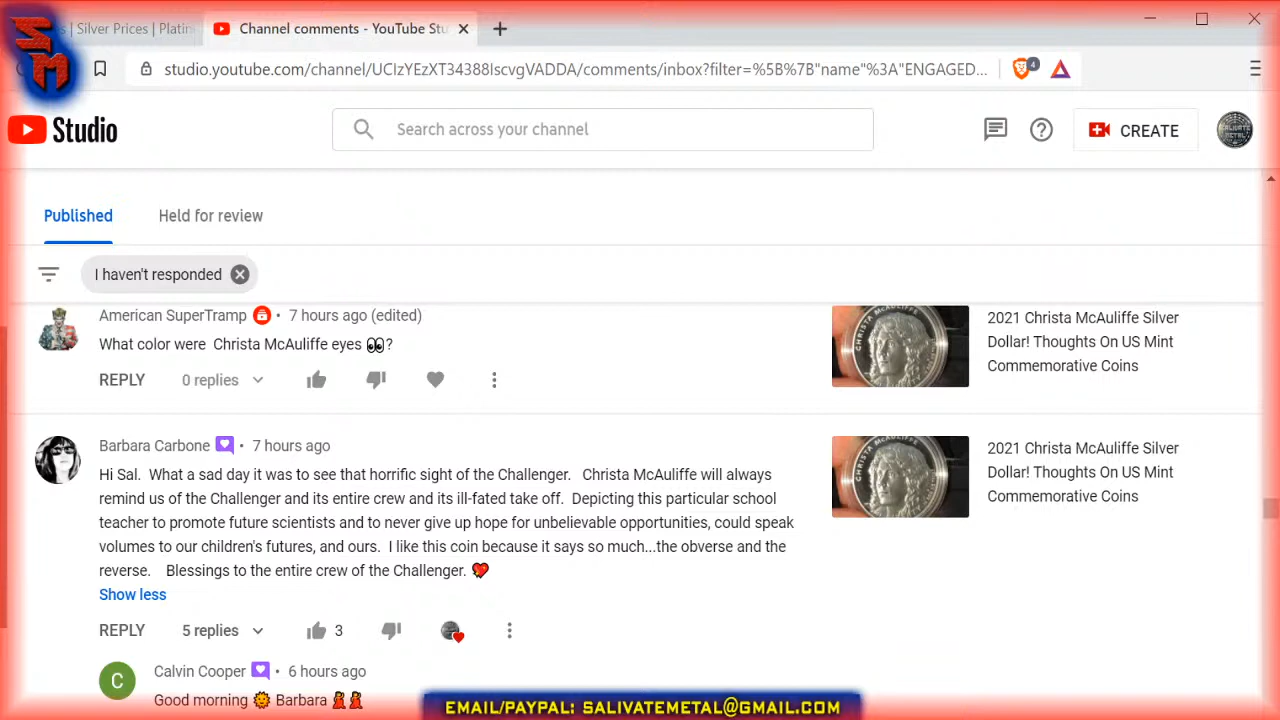 SM
s | Silver Prices | Platin
Channel comments - YouTube Stu
studio.youtube.com/channel/UCIzYEzXT34388IscvgVADDA/comments/inbox?filter=%5B%7B"name"%3A"ENGAGED...
4
Studio
Search across your channel
CREATE
SALIVATE METAL
Published
Held for review
I haven't responded
American SuperTramp • 7 hours ago (edited)
What color were Christa McAuliffe eyes 👀?
REPLY 0 replies
CHRISTA MCAULIFFE
2021 Christa McAuliffe Silver
Dollar! Thoughts On US Mint
Commemorative Coins
Barbara Carbone • 7 hours ago
Hi Sal. What a sad day it was to see that horrific sight of the Challenger. Christa McAuliffe will always
remind us of the Challenger and its entire crew and its ill-fated take off. Depicting this particular school
teacher to promote future scientists and to never give up hope for unbelievable opportunities, could speak
volumes to our children's futures, and ours. I like this coin because it says so much...the obverse and the
reverse. Blessings to the entire crew of the Challenger. 💖
Show less
REPLY 5 replies 3
CHRISTA MCAULIFFE
2021 Christa McAuliffe Silver
Dollar! Thoughts On US Mint
Commemorative Coins
C
Calvin Cooper • 6 hours ago
Good morning 🌞 Barbara 💃💃
EMAIL/PAYPAL: SALIVATEMETAL@GMAIL.COM